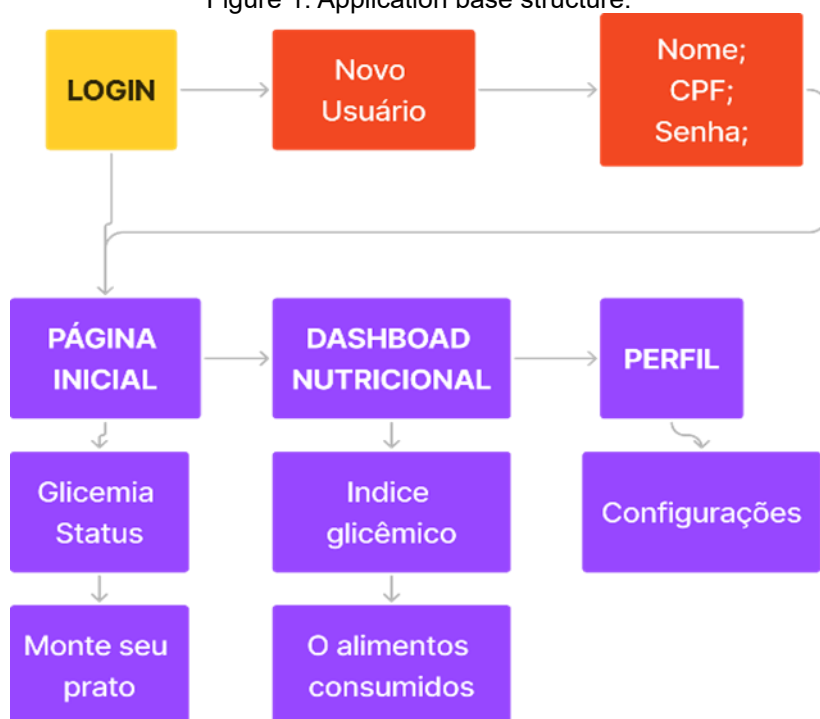 Figure 1. Application base structure.
LOGIN
Novo
Usuário
Nome;
CPF;
Senha;
PÁGINA
INICIAL
DASHBOAD
NUTRICIONAL
PERFIL
Glicemia
Status
Indice
glicêmico
Configurações
Monte seu
prato
O alimentos
consumidos